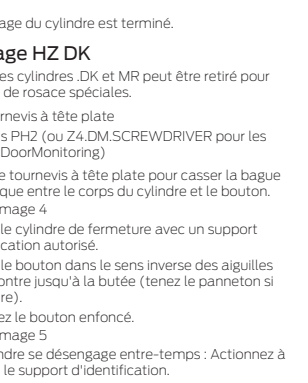 age du cylindre est terminé.
age HZ DK
es cylindres .DK et MR peut être retiré pour
de rosace spéciales.
rnevis à tête plate
s PH2 (ou Z4.DM.SCREWDRIVER pour les
DoorMonitoring)
e tournevis à tête plate pour casser la bague
que entre le corps du cylindre et le bouton.
mage 4
le cylindre de fermeture avec un support
cation autorisé.
le bouton dans le sens inverse des aiguilles
ontre jusqu'à la butée (tenez le panneton si
re).
ez le bouton enfoncé.
mage 5
ndre se désengage entre-temps : Actionnez à
le support d'identification.